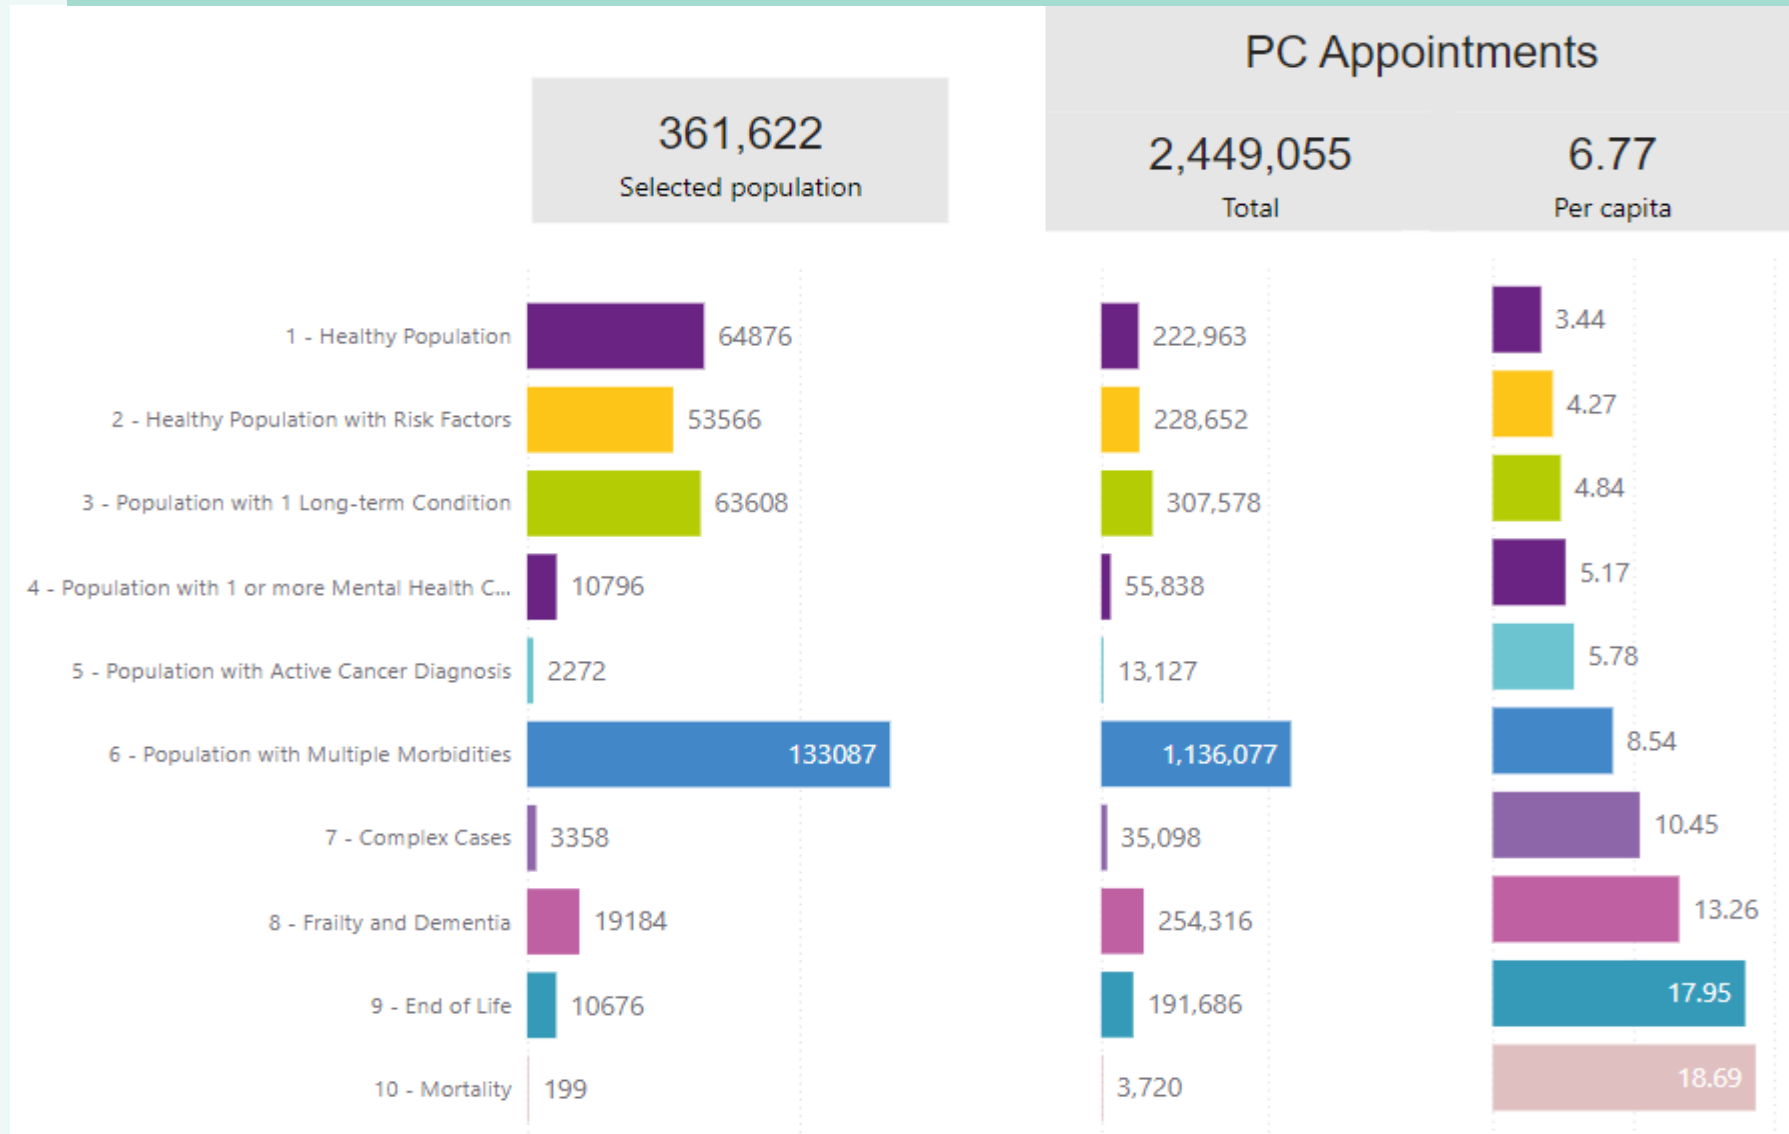 PC Appointments
361,622
Selected population
2,449,055
Total
6.77
Per capita
1 - Healthy Population 64876 222,963 3.44
2 - Healthy Population with Risk Factors 53566 228,652 4.27
3 - Population with 1 Long-term Condition 63608 307,578 4.84
4 - Population with 1 or more Mental Health C... 10796 55,838 5.17
5 - Population with Active Cancer Diagnosis 2272 13,127 5.78
6 - Population with Multiple Morbidities 133087 1,136,077 8.54
7 - Complex Cases 3358 35,098 10.45
8 - Frailty and Dementia 19184 254,316 13.26
9 - End of Life 10676 191,686 17.95
10 - Mortality 199 3,720 18.69